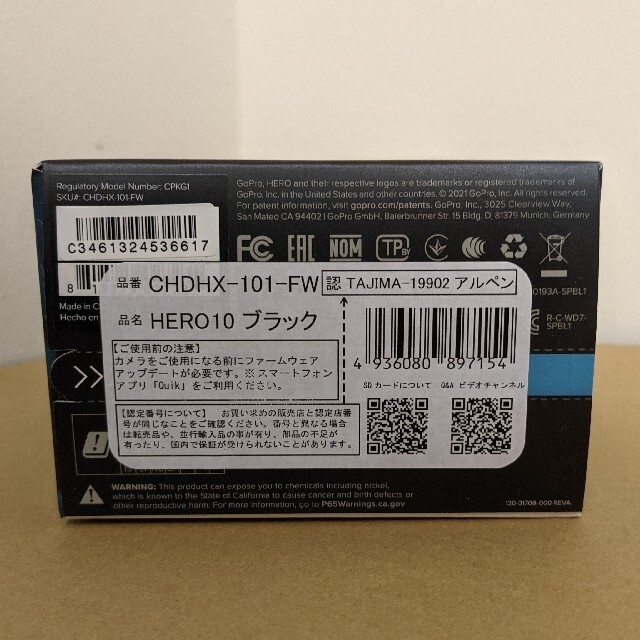 Regulatory Model Number: CPKG1
SKU#: CHDHX-101-FW
C3461324536617
GoPro, HERO and their respective logos are trademarks or registered trademarks of
GoPro, Inc. in the United States and other countries. © 2021 GoPro, Inc. All rights reserved.
For patent information, visit gopro.com/patents. GoPro, Inc., 3025 Clearview Way,
San Mateo CA 94402 | GoPro GmbH, Baierbrunner Str. 15 Bldg D, 81379 Munich, Germany
FC EAC NOM TP
Made in C
Hecho en
0193A-SPBL1
R-C-WD7-
SPBL1
品番 CHDHX-101-FW 認 TAJIMA-19902 アルペン
品名 HERO10 ブラック
4 936080 897154
【ご使用前の注意】
カメラをご使用になる前にファームウェア
アップデートが必要です。※スマートフォン
アプリ「Quik」をご利用ください。
SDカードについて Q&A ビデオチャンネル
【認定番号について】 お買い求めの販売店と認定店番
号が同じなことをご確認ください。番号と異なる場合
は転売品や、並行輸入品の事が有り、部品の不足が
有ったり、国内で保証が受けられないことがあります。
WARNING: This product can expose you to chemicals including nickel,
which is known to the State of California to cause cancer and birth defects or
other reproductive harm. For more information, go to P65Warnings.ca.gov
130-31708-000 REVA